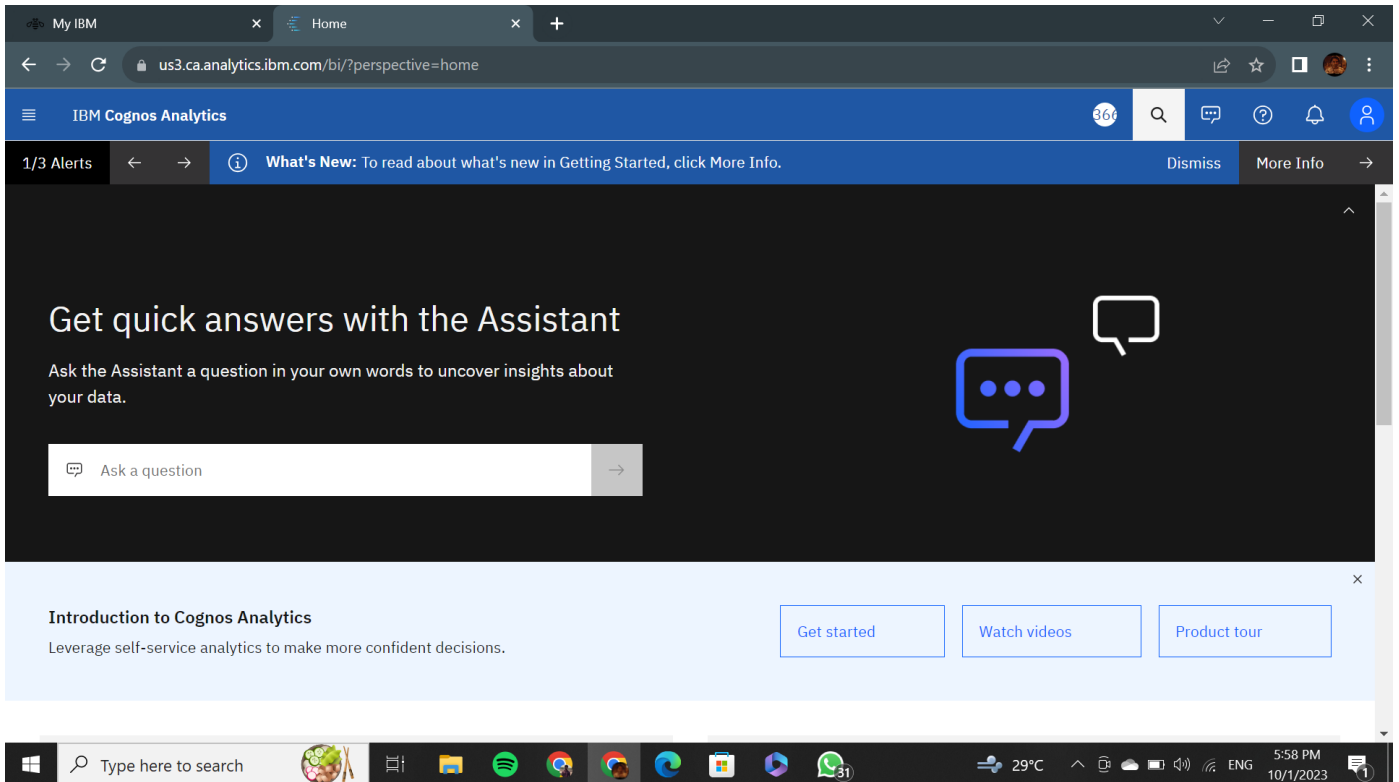 My IBM
Home
us3.ca.analytics.ibm.com/bi/?perspective=home
IBM Cognos Analytics
366
1/3 Alerts
What's New: To read about what's new in Getting Started, click More Info.
Dismiss
More Info
Get quick answers with the Assistant
Ask the Assistant a question in your own words to uncover insights about
your data.
Ask a question
Introduction to Cognos Analytics
Leverage self-service analytics to make more confident decisions.
Get started
Watch videos
Product tour
Type here to search
31
29°C
ENG
5:58 PM
10/1/2023
1